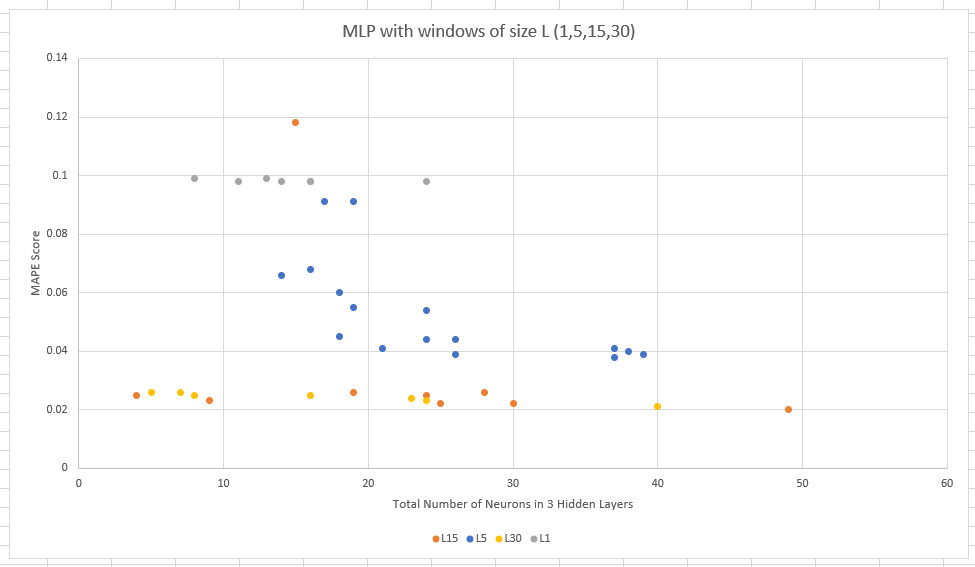 MLP with windows of size L (1,5,15,30)
0.14
0.12
0.1
0.08
0.06
0.04
0.02
0
MAPE Score
0 10 20 30 40 50 60
Total Number of Neurons in 3 Hidden Layers
L15 L5 L30 L1